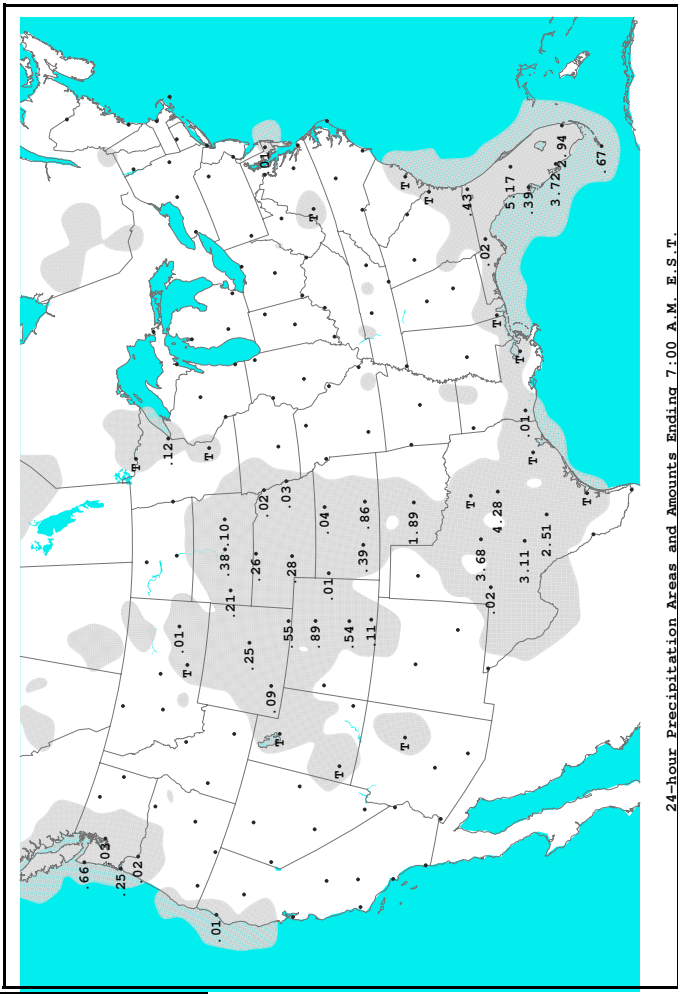 .66
.03
.25
T
.02
.12
.01
T
T
.01
.38 .10
.21
.25
.26
.02
.01
.09
T
.03
.55
.28
T
.89
.04
.01
T
.54
.39
.86
.11
T
T
1.89
T
.43
T
3.68
.02
.02
T
4.28
5.17
T
3.11
.01
.39
T
2.51
3.72
2.94
T
.67
24-hour Precipitation Areas and Amounts Ending 7:00 A.M. E.S.T.